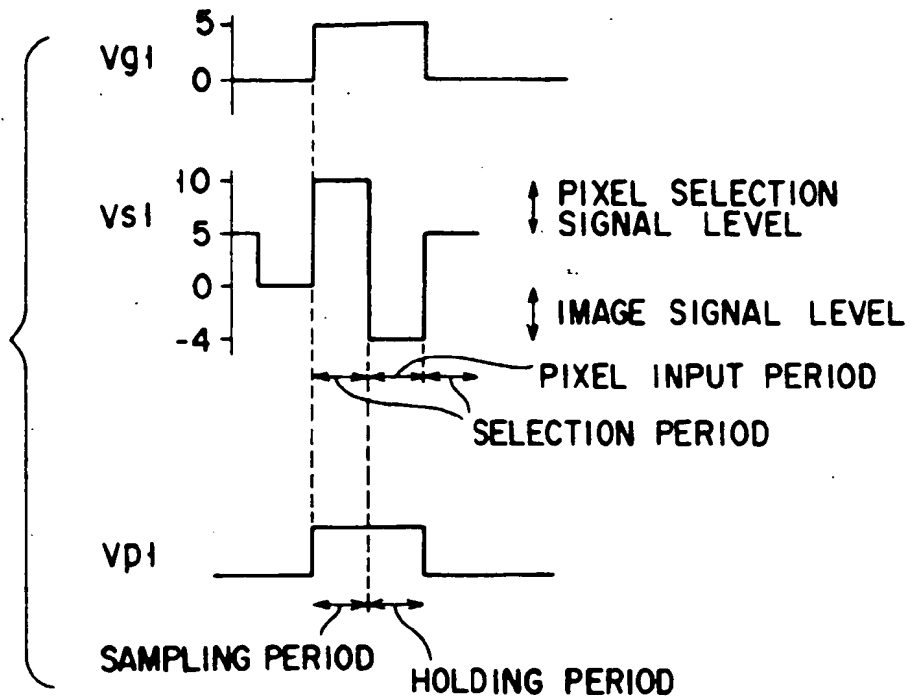 5
Vg1
0
10
PIXEL SELECTION
Vs1
SIGNAL LEVEL
5
0
IMAGE SIGNAL LEVEL
-4
PIXEL INPUT PERIOD
SELECTION PERIOD
Vp1
SAMPLING PERIOD
HOLDING PERIOD